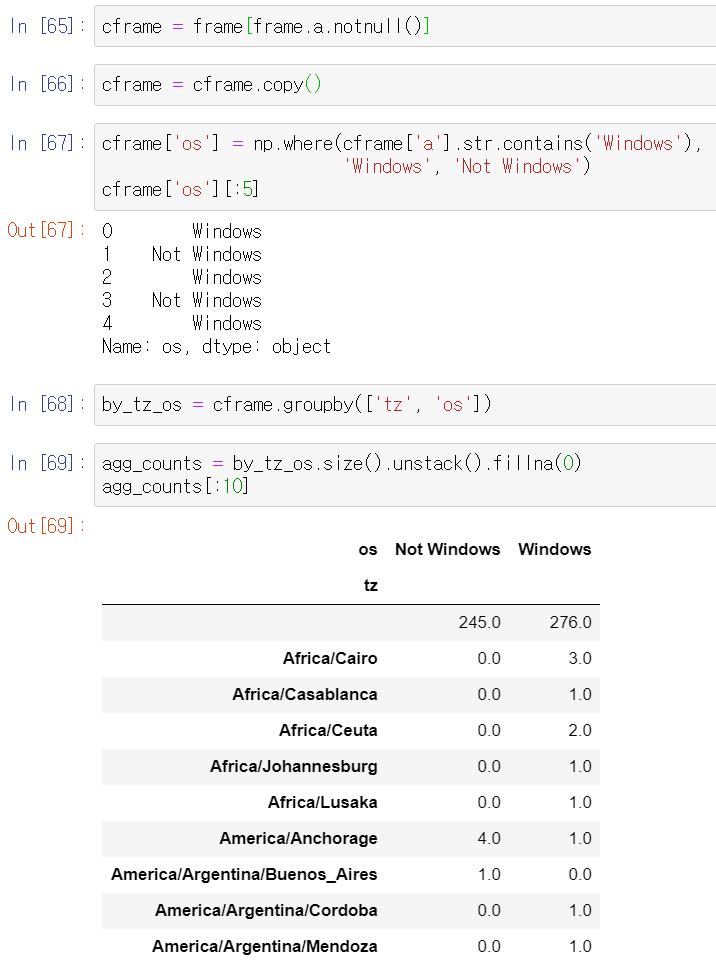 In [65]: cframe = frame[frame.a.notnull()]
In [66]: cframe = cframe.copy()
In [67]: cframe['os'] = np.where(cframe['a'].str.contains('Windows'),
'Windows', 'Not Windows')
cframe['os'][:5]
Out[67]: 0 Windows
1 Not Windows
2 Windows
3 Not Windows
4 Windows
Name: os, dtype: object
In [68]: by_tz_os = cframe.groupby(['tz', 'os'])
In [69]: agg_counts = by_tz_os.size().unstack().fillna(0)
agg_counts[:10]
Out[69]:
os Not Windows Windows
tz
245.0 276.0
Africa/Cairo 0.0 3.0
Africa/Casablanca 0.0 1.0
Africa/Ceuta 0.0 2.0
Africa/Johannesburg 0.0 1.0
Africa/Lusaka 0.0 1.0
America/Anchorage 4.0 1.0
America/Argentina/Buenos_Aires 1.0 0.0
America/Argentina/Cordoba 0.0 1.0
America/Argentina/Mendoza 0.0 1.0